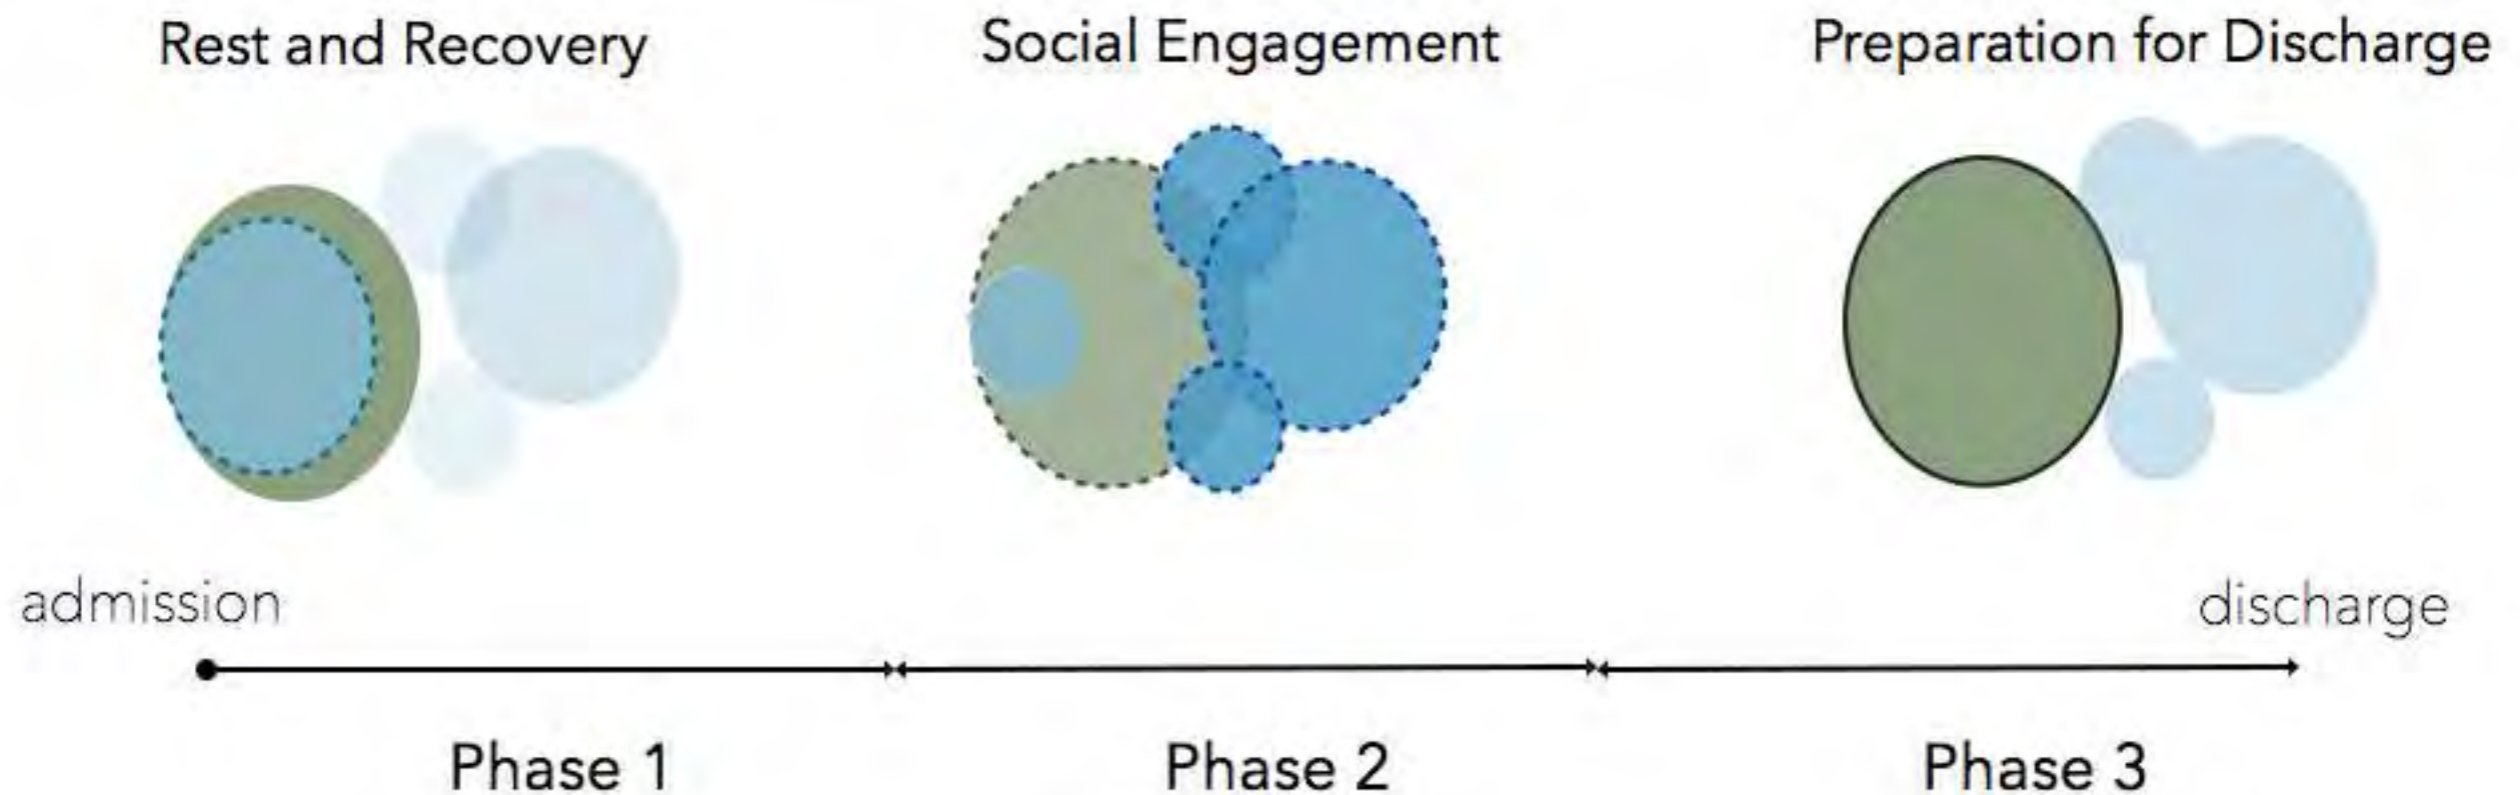 Rest and Recovery
Social Engagement
Preparation for Discharge
admission
discharge
Phase 1
Phase 2
Phase 3